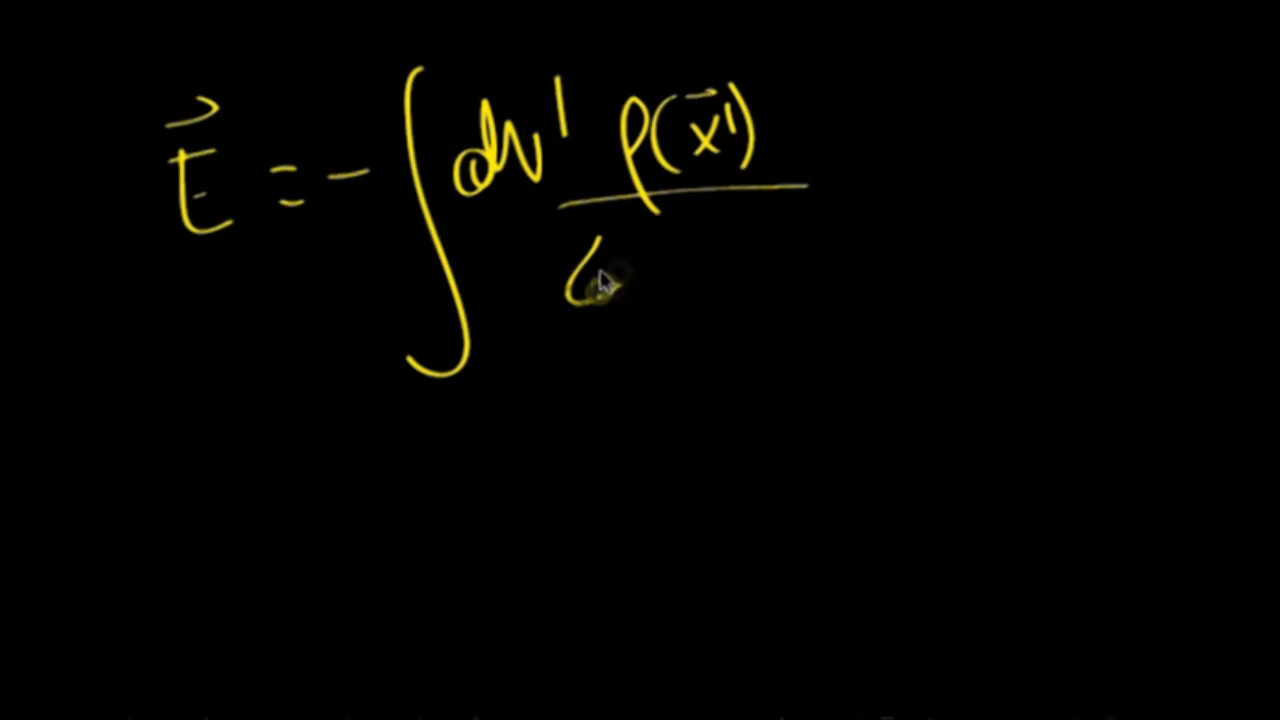 E⃗ = - ∫ dv' ρ(x⃗')